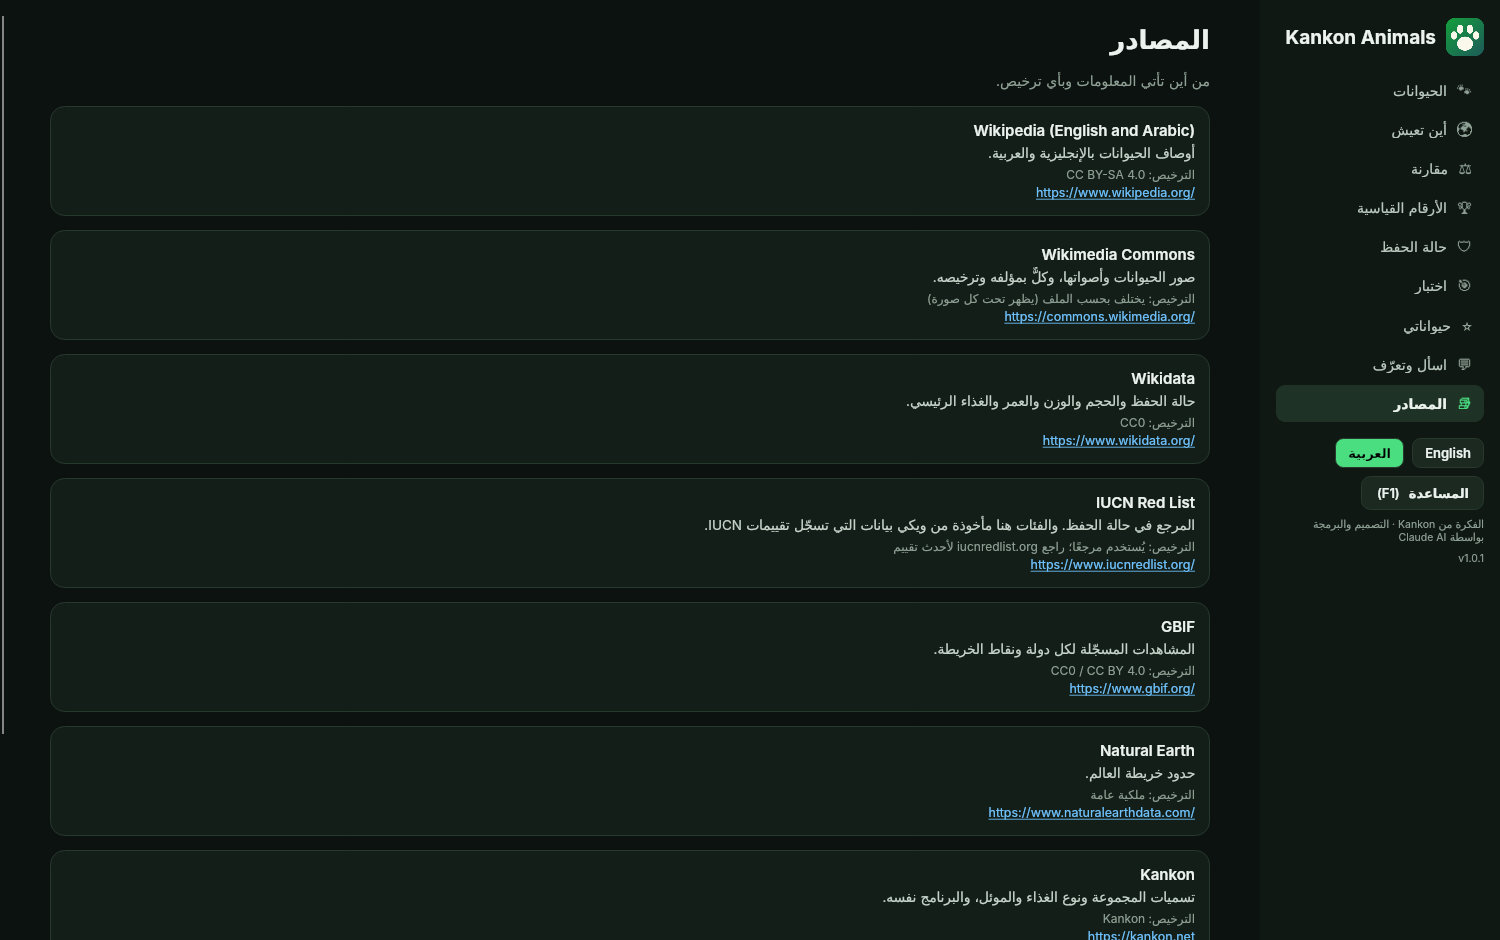 Kankon Animals
الحيوانات
أين تعيش
مقارنة
الأرقام القياسية
حالة الحفظ
اختبار
حيواناتي
اسأل وتعرّف
المصادر
English
العربية
المساعدة (F1)
الفكرة من Kankon · التصميم والبرمجة
بواسطة Claude AI
v1.0.1
المصادر
من أين تأتي المعلومات وبأي ترخيص.
Wikipedia (English and Arabic)
أوصاف الحيوانات بالإنجليزية والعربية.
الترخيص: CC BY-SA 4.0
https://www.wikipedia.org/
Wikimedia Commons
صور الحيوانات وأصواتها، وكلٌّ بمؤلفه وترخيصه.
الترخيص: يختلف بحسب الملف (يظهر تحت كل صورة)
https://commons.wikimedia.org/
Wikidata
حالة الحفظ والحجم والوزن والعمر والغذاء الرئيسي.
الترخيص: CC0
https://www.wikidata.org/
IUCN Red List
المرجع في حالة الحفظ. والفئات هنا مأخوذة من ويكي بيانات التي تسجّل تقييمات IUCN.
الترخيص: يُستخدم مرجعًا؛ راجع iucnredlist.org لأحدث تقييم
https://www.iucnredlist.org/
GBIF
المشاهدات المسجّلة لكل دولة ونقاط الخريطة.
الترخيص: CC0 / CC BY 4.0
https://www.gbif.org/
Natural Earth
حدود خريطة العالم.
الترخيص: ملكية عامة
https://www.naturalearthdata.com/
Kankon
تسميات المجموعة ونوع الغذاء والموئل، والبرنامج نفسه.
الترخيص: Kankon
https://kankon.net